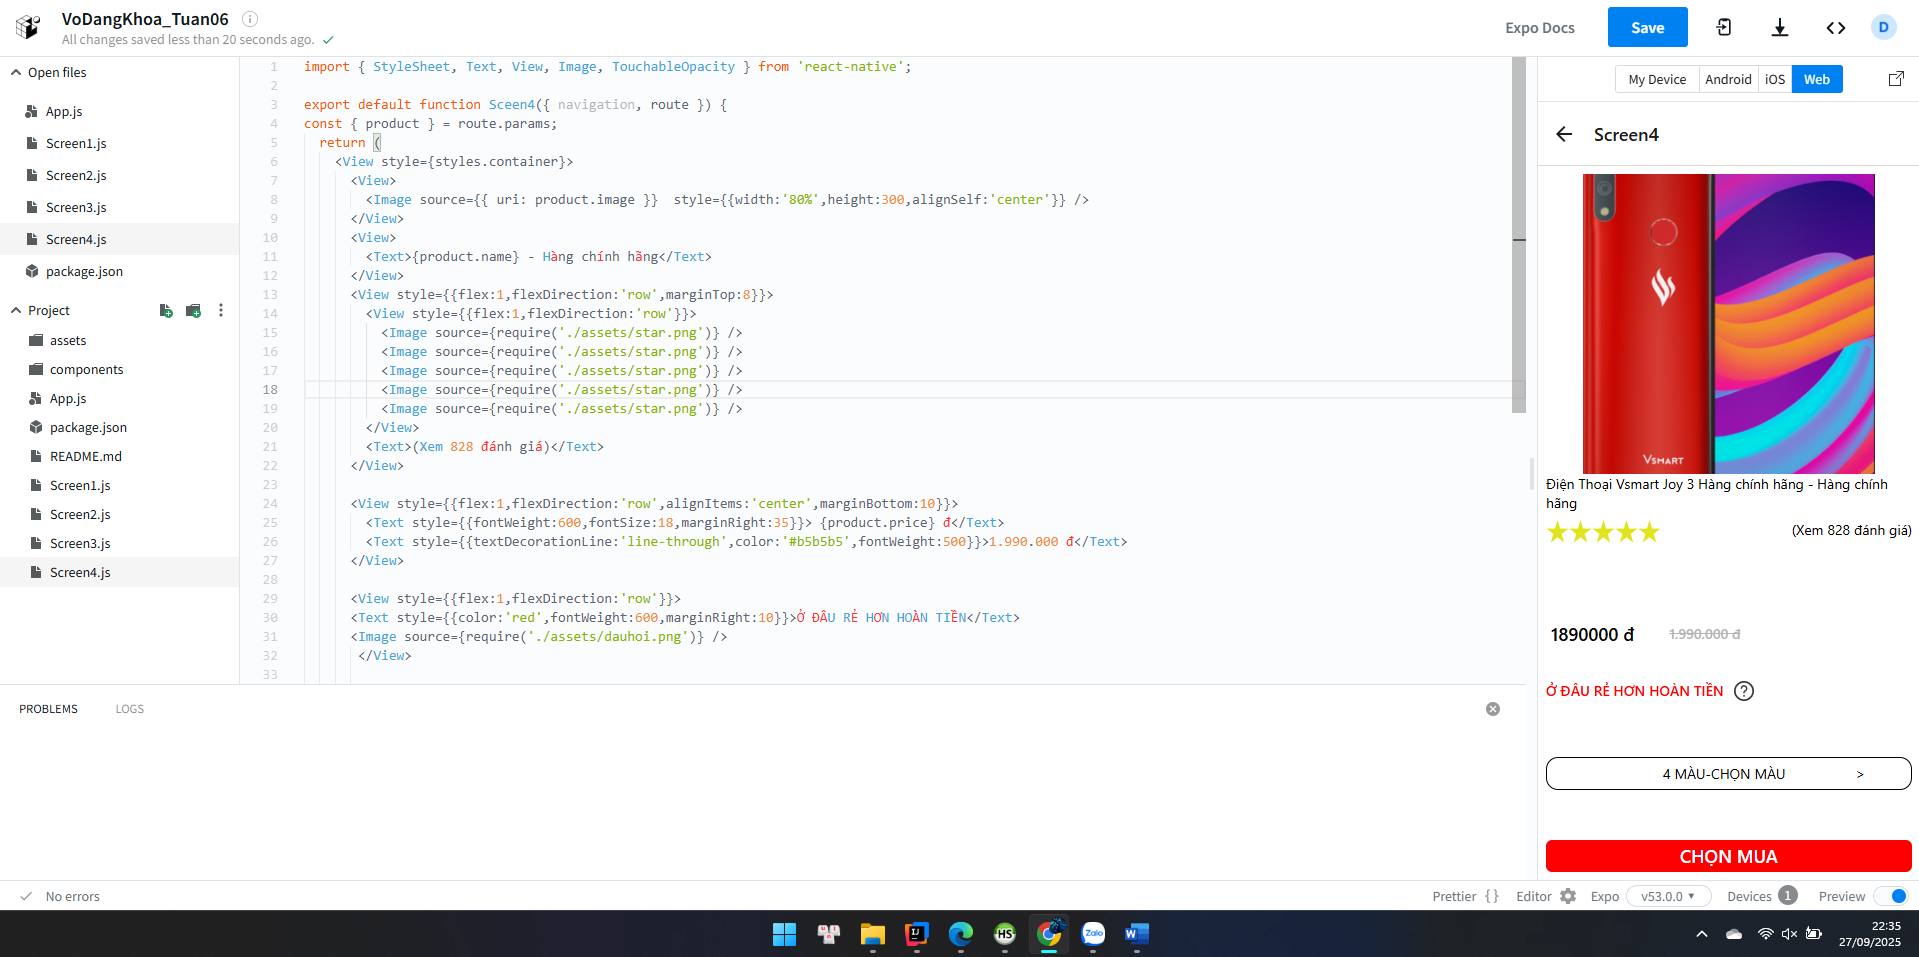 VoDangKhoa_Tuan06
All changes saved less than 20 seconds ago.
Expo Docs
Save
D
Open files
App.js
Screen1.js
Screen2.js
Screen3.js
Screen4.js
package.json
Project
assets
components
App.js
package.json
README.md
Screen1.js
Screen2.js
Screen3.js
Screen4.js
1 import { StyleSheet, Text, View, Image, TouchableOpacity } from 'react-native';
2
3 export default function Sceen4({ navigation, route }) {
4 const { product } = route.params;
5 return (
6 <View style={styles.container}>
7 <View>
8 <Image source={{ uri: product.image }}  style={{width:'80%',height:300,alignSelf:'center'}} />
9 </View>
10 <View>
11 <Text>{product.name} - Hàng chính hãng</Text>
12 </View>
13 <View style={{flex:1,flexDirection:'row',marginTop:8}}>
14 <View style={{flex:1,flexDirection:'row'}}>
15 <Image source={require('./assets/star.png')} />
16 <Image source={require('./assets/star.png')} />
17 <Image source={require('./assets/star.png')} />
18 <Image source={require('./assets/star.png')} />
19 <Image source={require('./assets/star.png')} />
20 </View>
21 <Text>(Xem 828 đánh giá)</Text>
22 </View>
23
24 <View style={{flex:1,flexDirection:'row',alignItems:'center',marginBottom:10}}>
25 <Text style={{fontWeight:600,fontSize:18,marginRight:35}}> {product.price} đ</Text>
26 <Text style={{textDecorationLine:'line-through',color:'#b5b5b5',fontWeight:500}}>1.990.000 đ</Text>
27 </View>
28
29 <View style={{flex:1,flexDirection:'row'}}>
30 <Text style={{color:'red',fontWeight:600,marginRight:10}}>Ở ĐÂU RẺ HƠN HOÀN TIỀN</Text>
31 <Image source={require('./assets/dauhoi.png')} />
32 </View>
33
PROBLEMS
LOGS
My Device
Android
iOS
Web
Screen4
VSMART
Điện Thoại Vsmart Joy 3 Hàng chính hãng - Hàng chính
hãng
(Xem 828 đánh giá)
1890000 đ
1.990.000 đ
Ở ĐÂU RẺ HƠN HOÀN TIỀN ?
4 MÀU-CHỌN MÀU >
CHỌN MUA
No errors
Prettier {}
Editor
Expo
v53.0.0
Devices 1
Preview
IJ
HS
Zalo
W
22:35
27/09/2025